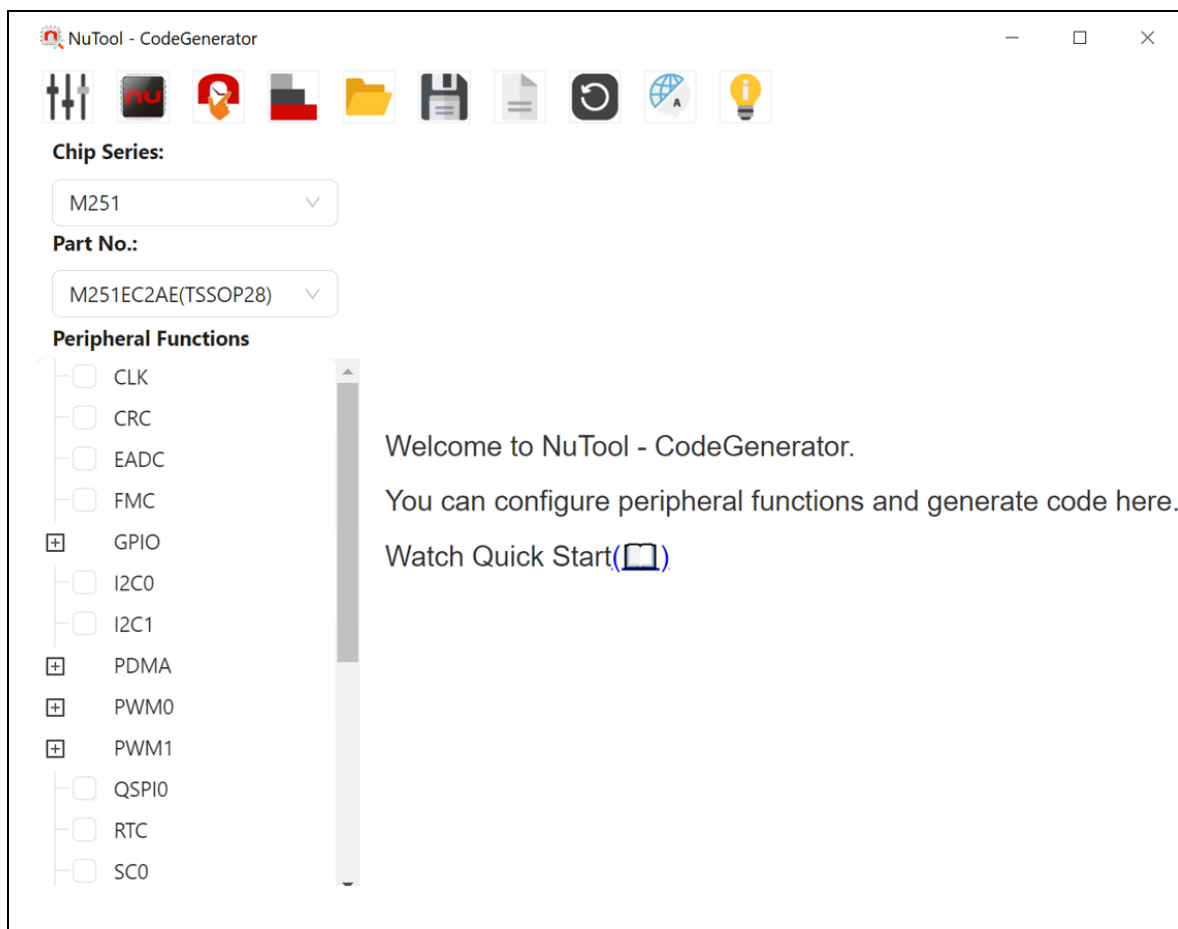 NuTool - CodeGenerator
nu
A
Chip Series:
M251
Part No.:
M251EC2AE(TSSOP28)
Peripheral Functions
CLK
CRC
EADC
FMC
GPIO
I2C0
I2C1
PDMA
PWM0
PWM1
QSPI0
RTC
SC0
Welcome to NuTool - CodeGenerator.
You can configure peripheral functions and generate code here.
Watch Quick Start(📖)